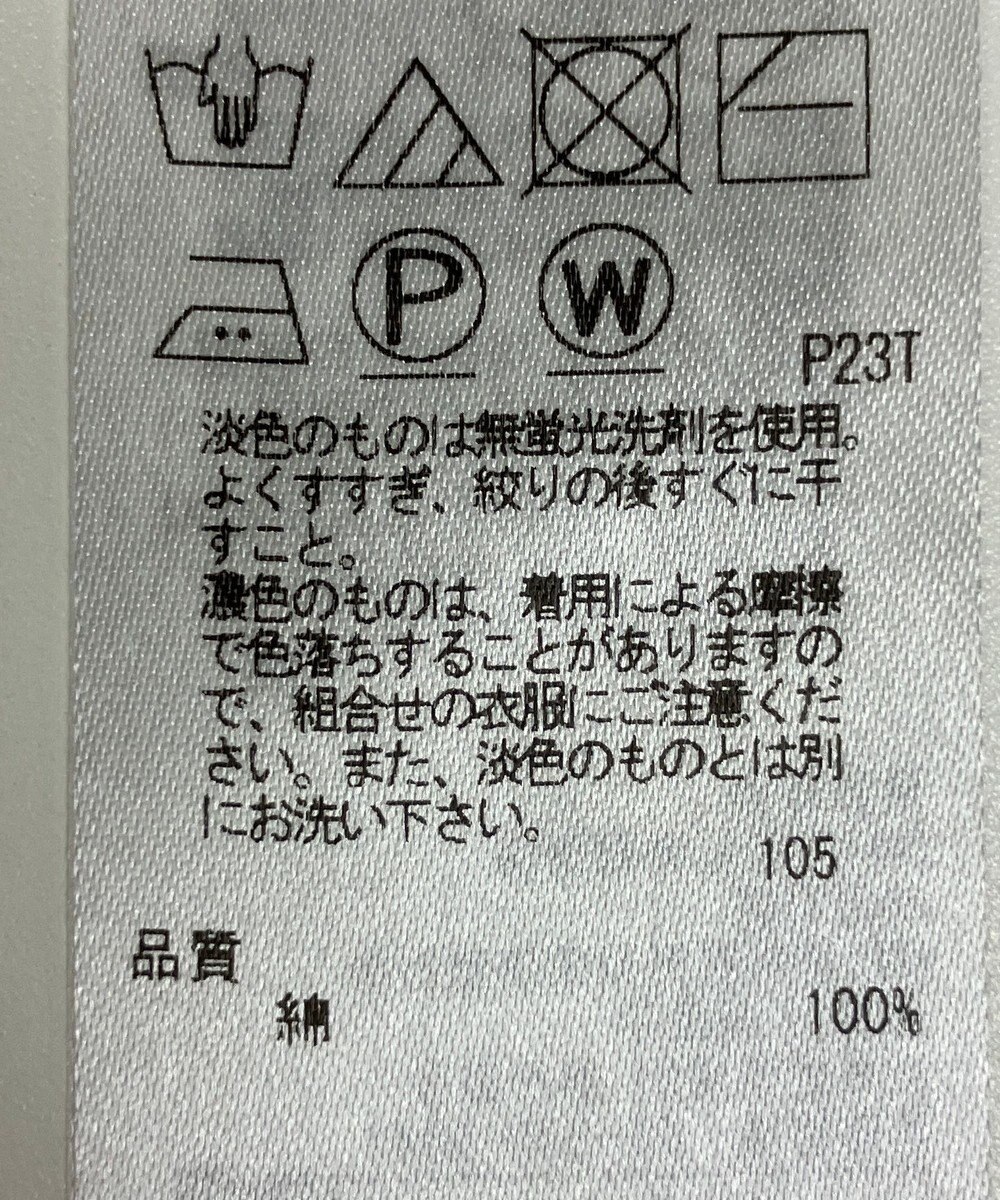 P W
P23T
淡色のものは無蛍光洗剤を使用。
よくすすぎ、絞りの後すぐに干
すこと。
濃色のものは、着用による摩擦
で色落ちすることがありますの
で、組合せの衣服にご注意くだ
さい。また、淡色のものとは別
にお洗い下さい。
105
品質
綿 100%